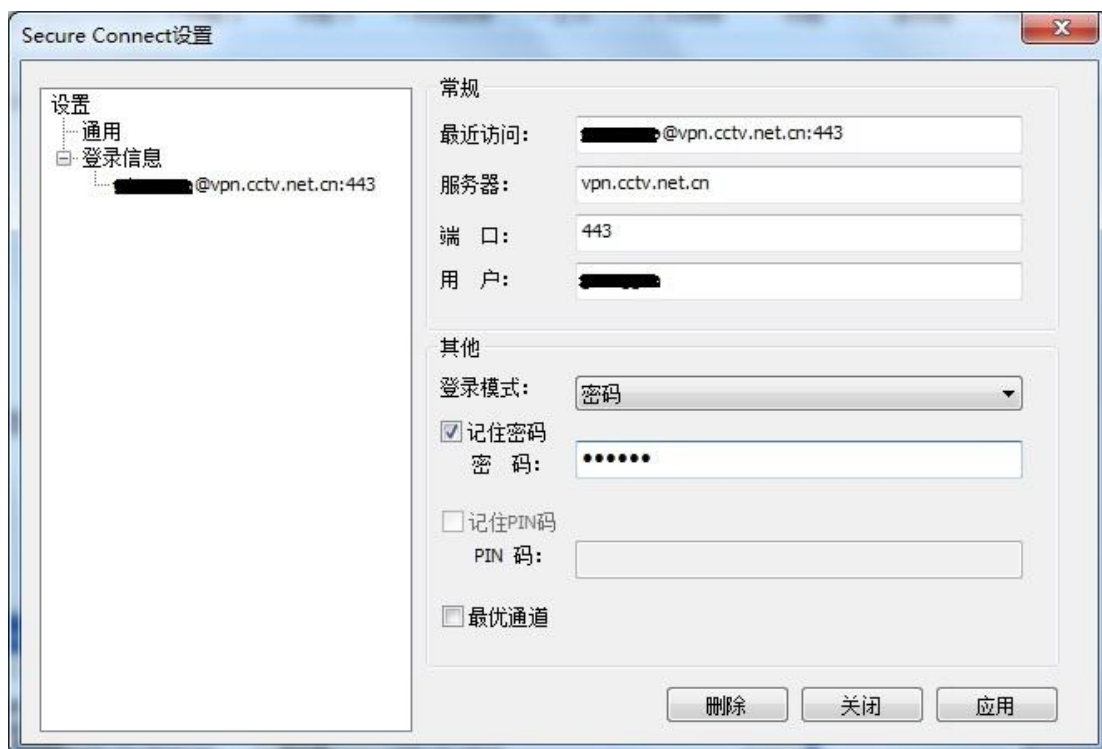 Secure Connect设置
设置
通用
登录信息
@vpn.cctv.net.cn:443
常规
最近访问: @vpn.cctv.net.cn:443
服务器: vpn.cctv.net.cn
端 口: 443
用 户:
其他
登录模式: 密码
记住密码
密 码: ••••••
记住PIN码
PIN 码:
最优通道
删除 关闭 应用